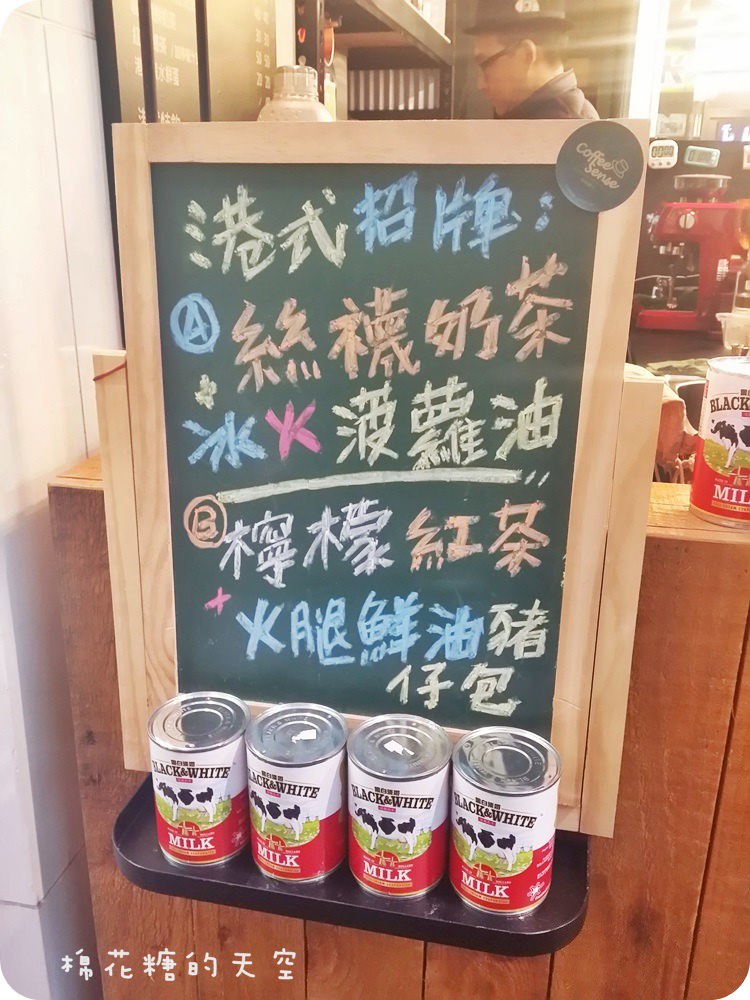 Coffee Sense
港式招牌：
Ⓐ 絲襪奶茶
+
冰火菠蘿油
Ⓑ 檸檬紅茶
+
火腿鮮油豬
仔包
BLACK&WHITE
MILK
BLACK&WHITE
MILK
BLACK&WHITE
MILK
BLACK&WHITE
MILK
BLACK
MIL
棉花糖的天空